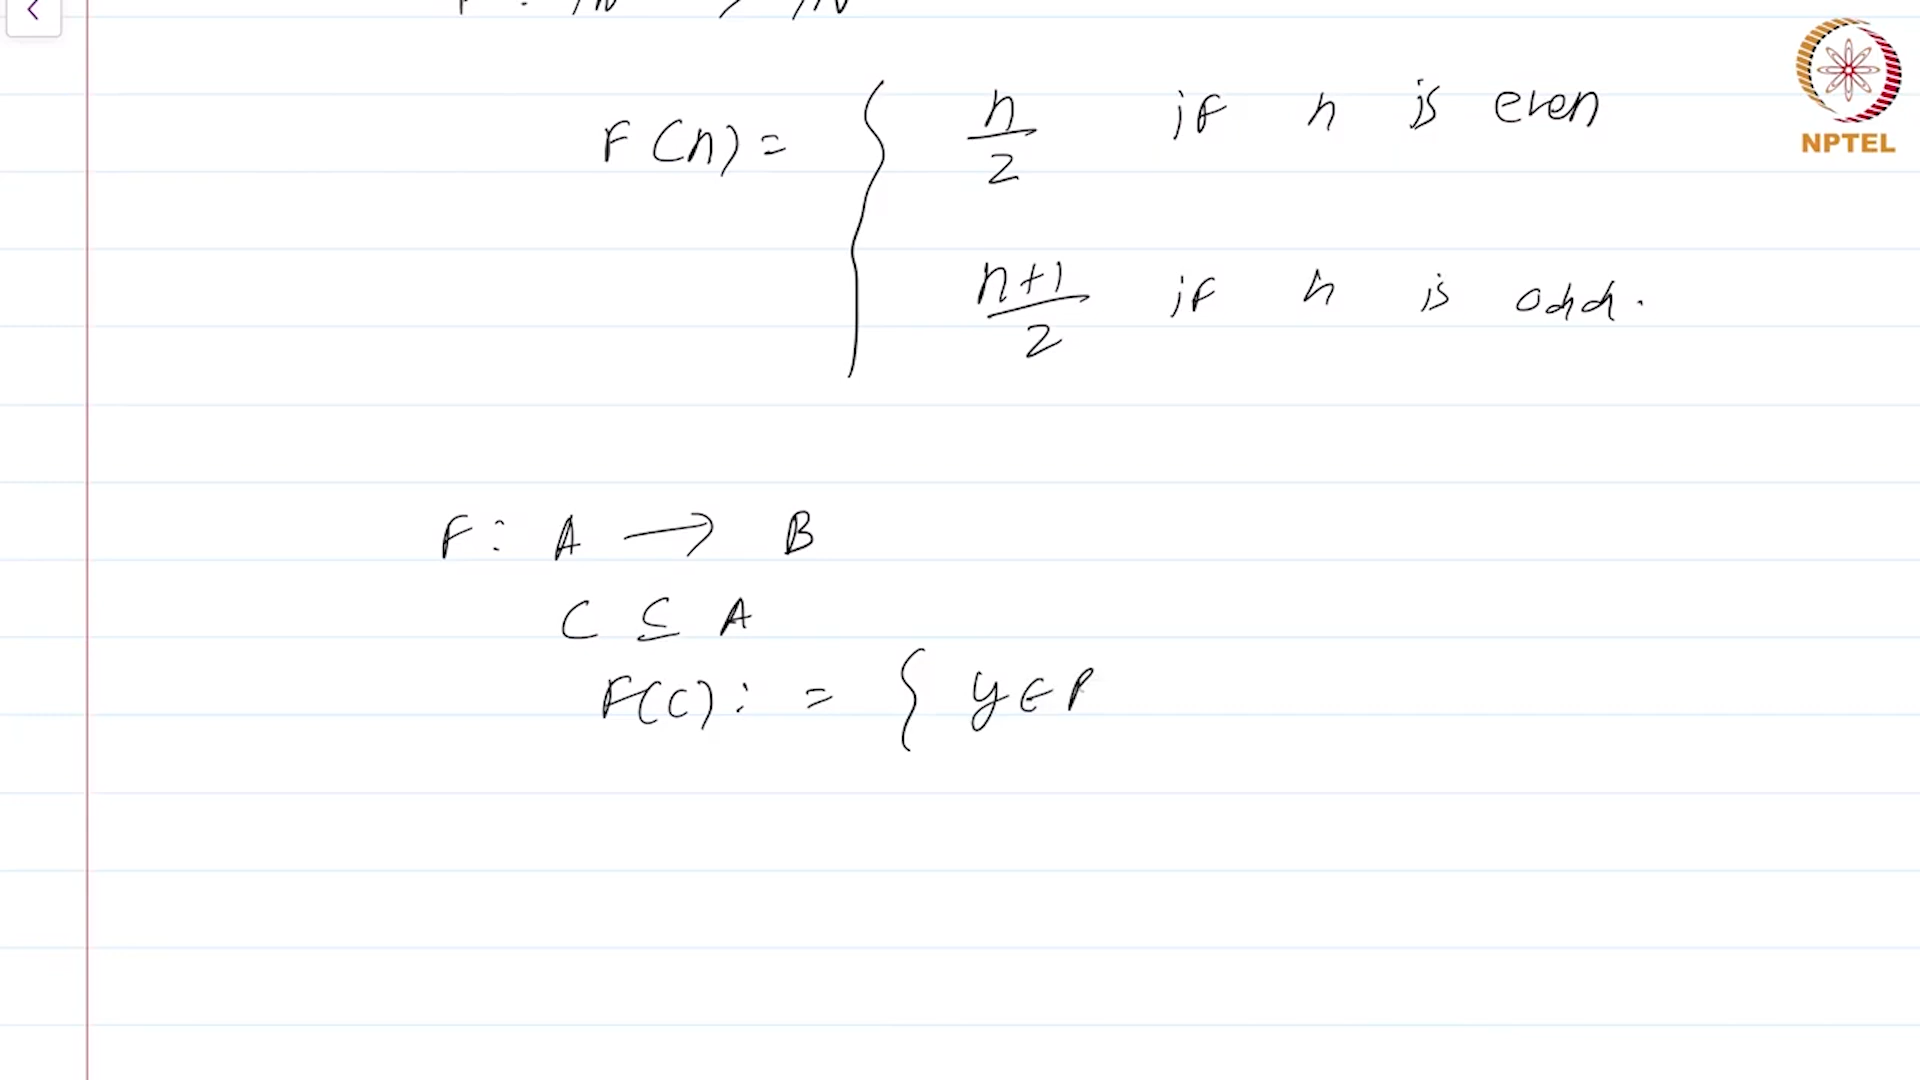 NPTEL
F(n) = { n/2 if n is even
n+1/2 if n is odd.
F: A → B
C ⊆ A
F(C) := { y ∈ P